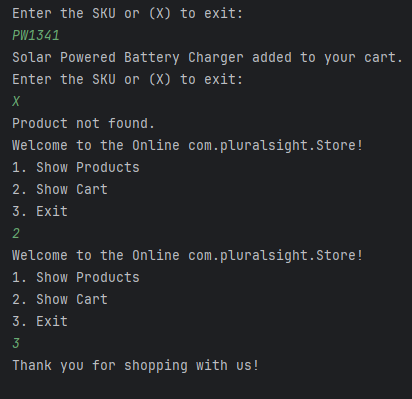 Enter the SKU or (X) to exit:
PW1341
Solar Powered Battery Charger added to your cart.
Enter the SKU or (X) to exit:
X
Product not found.
Welcome to the Online com.pluralsight.Store!
1. Show Products
2. Show Cart
3. Exit
2
Welcome to the Online com.pluralsight.Store!
1. Show Products
2. Show Cart
3. Exit
3
Thank you for shopping with us!